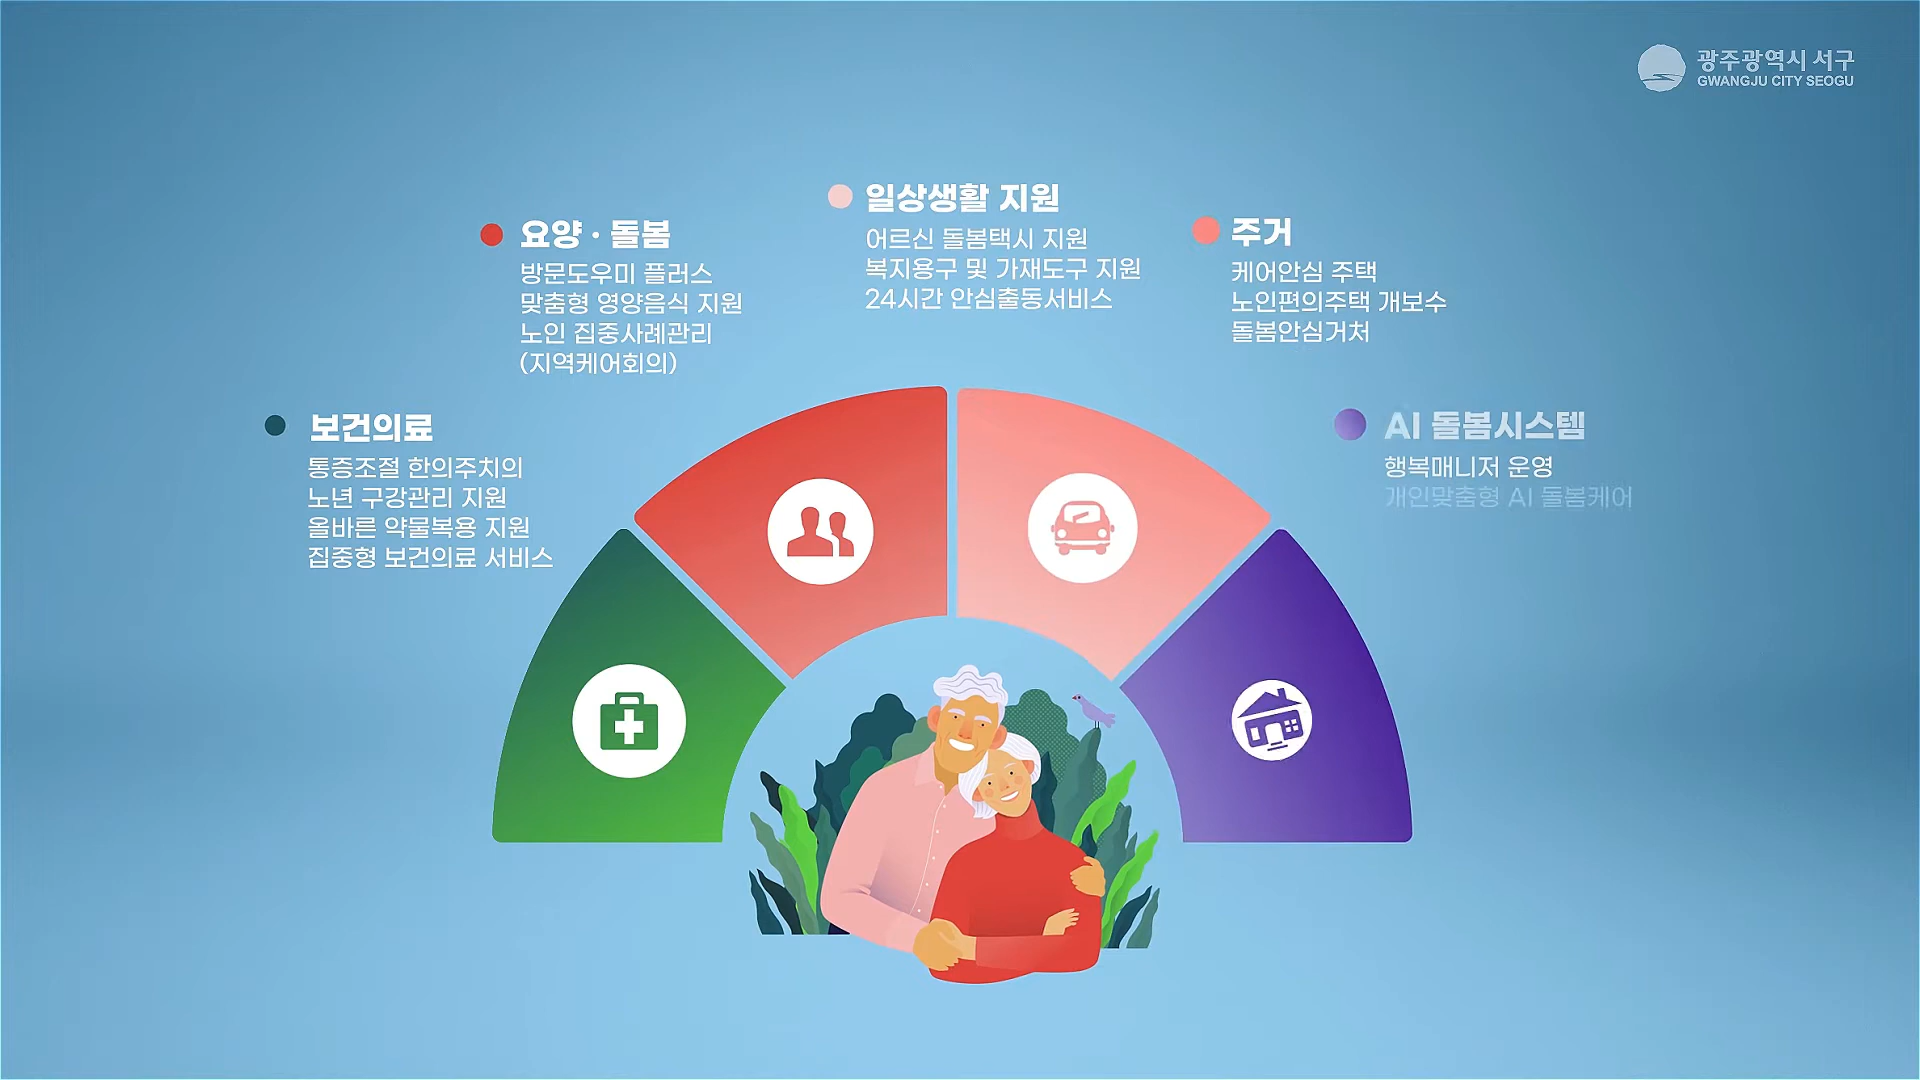 광주광역시 서구
GWANGJU CITY SEOGU
일상생활 지원
어르신 돌봄택시 지원
복지용구 및 가재도구 지원
24시간 안심출동서비스
요양·돌봄
방문도우미 플러스
맞춤형 영양음식 지원
노인 집중사례관리
(지역케어회의)
주거
케어안심 주택
노인편의주택 개보수
돌봄안심거처
보건의료
통증조절 한의주치의
노년 구강관리 지원
올바른 약물복용 지원
집중형 보건의료 서비스
AI 돌봄시스템
행복매니저 운영
개인맞춤형 AI 돌봄케어